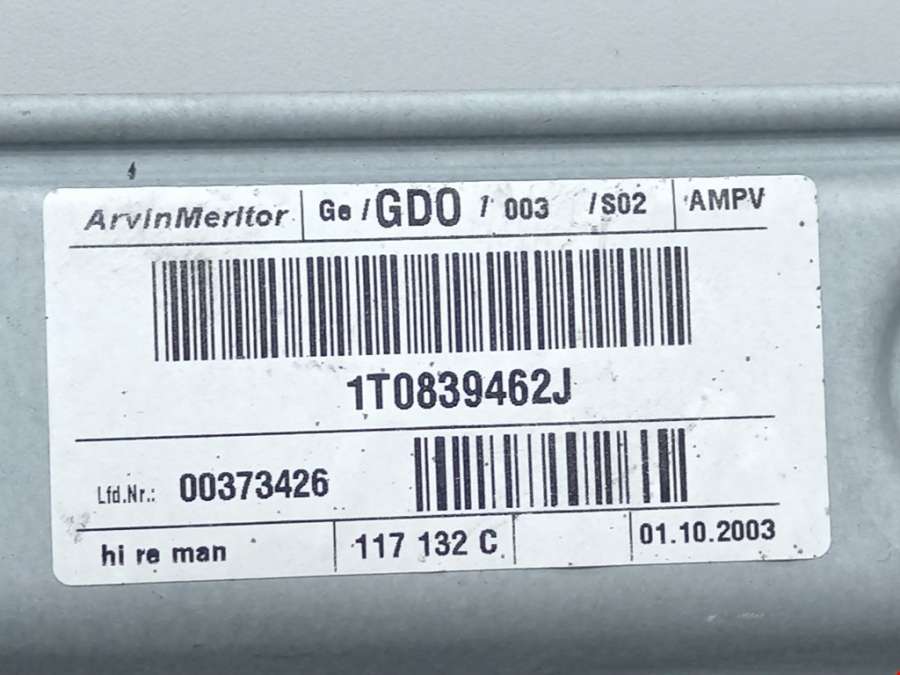 ArvinMeritor Ge / GDO / 003 / S02 AMPV
1T0839462J
Lfd.Nr.: 00373426
hi re man 117 132 C 01.10.2003